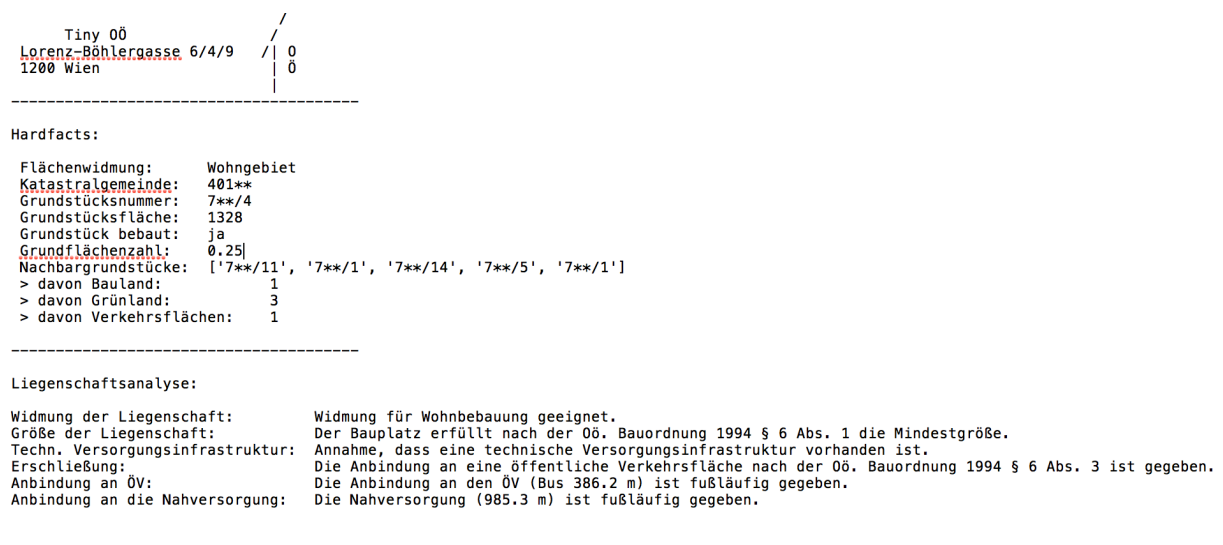 /
Tiny OÖ /
Lorenz-Böhlergasse 6/4/9 /| O
1200 Wien | Ö
|
---------------------------------------
Hardfacts:
Flächenwidmung: Wohngebiet
Katastralgemeinde: 401**
Grundstücksnummer: 7**/4
Grundstücksfläche: 1328
Grundstück bebaut: ja
Grundflächenzahl: 0.25
Nachbargrundstücke: ['7**/11', '7**/1', '7**/14', '7**/5', '7**/1']
> davon Bauland: 1
> davon Grünland: 3
> davon Verkehrsflächen: 1
---------------------------------------
Liegenschaftsanalyse:
Widmung der Liegenschaft: Widmung für Wohnbebauung geeignet.
Größe der Liegenschaft: Der Bauplatz erfüllt nach der Oö. Bauordnung 1994 § 6 Abs. 1 die Mindestgröße.
Techn. Versorgungsinfrastruktur: Annahme, dass eine technische Versorgungsinfrastruktur vorhanden ist.
Erschließung: Die Anbindung an eine öffentliche Verkehrsfläche nach der Oö. Bauordnung 1994 § 6 Abs. 3 ist gegeben.
Anbindung an ÖV: Die Anbindung an den ÖV (Bus 386.2 m) ist fußläufig gegeben.
Anbindung an die Nahversorgung: Die Nahversorgung (985.3 m) ist fußläufig gegeben.